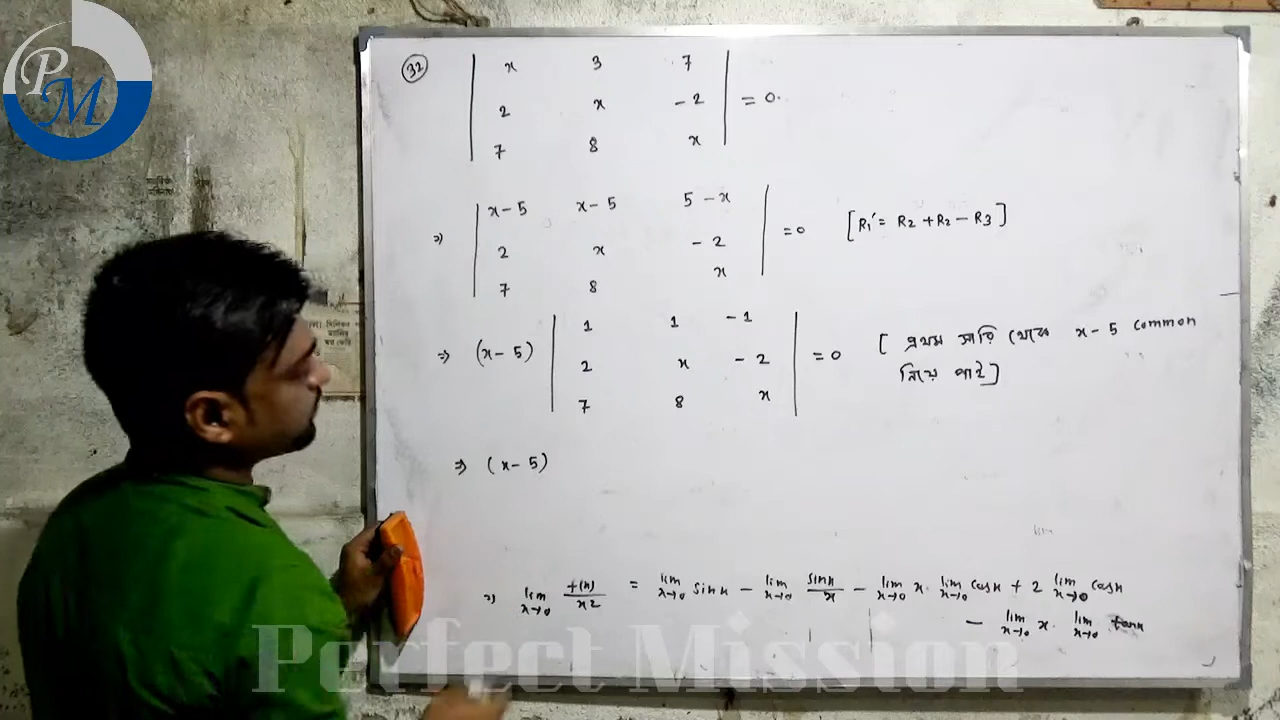 PM
32
| x 3 7 |
| 2 x -2 | = 0.
| 7 8 x |
⇒ | x-5 x-5 5-x |
| 2 x -2 | = 0 [R₁′ = R₂ + R₂ - R₃]
| 7 8 x |
⇒ (x-5) | 1 1 -1 |
| 2 x -2 | = 0 [প্রথম সারি থেকে x-5 common
| 7 8 x | নিয়ে পাই]
⇒ (x-5)
lim
⇒ lim x→0 f(x)/x2 = lim x→0 sinx - lim x→0 sinx/x - lim x→0 x. lim x→0 cosx + 2 lim x→0 cosx
- lim x→0 x. lim x→0 tanx
Perfect Mission